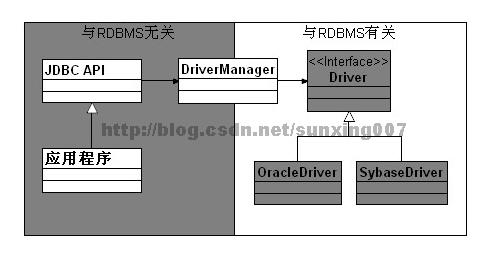 与RDBMS无关
与RDBMS有关
JDBC API
DriverManager
<<Interface>>
Driver
http://blog.csdn.net/sunxing007
应用程序
OracleDriver
SybaseDriver